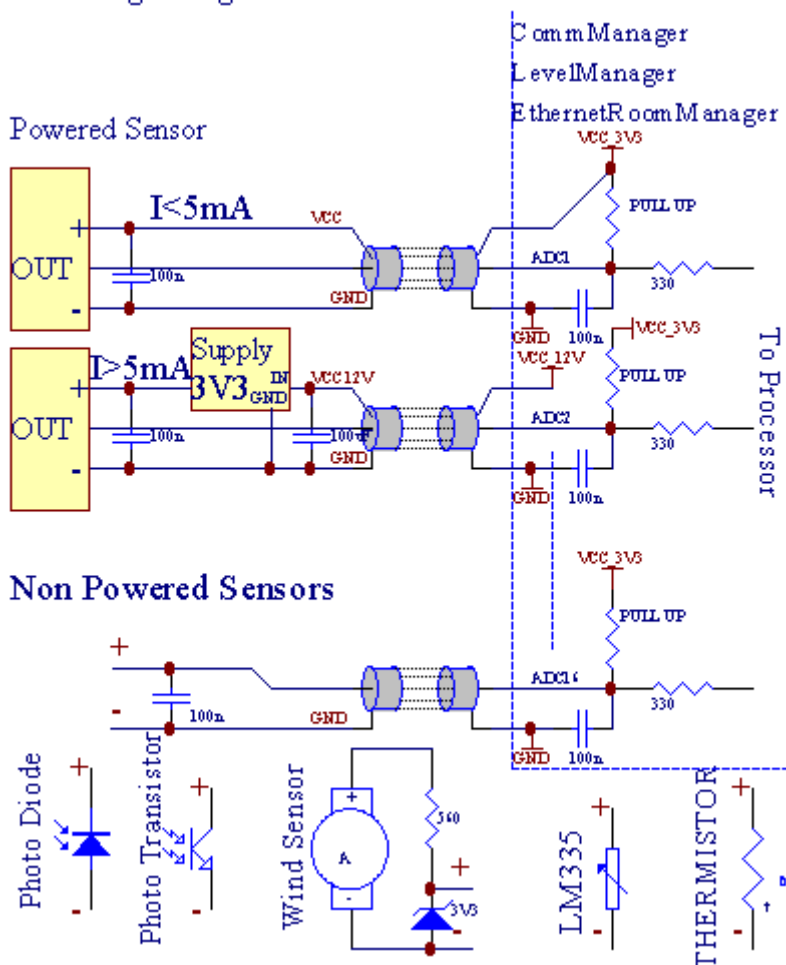 CommManager
LevelManager
EthernetRoomManager
Powered Sensor
VCC_3V3
I<5mA
VCC
PULL UP
+
OUT
100n
ADC1
330
-
GND
GND
100n
VCC_3V3
I>5mA
Supply
3V3
IN
GND
VCC12V
VCC_12V
PULL UP
+
OUT
100n
ADC2
330
-
GND
GND
100n
To Processor
Non Powered Sensors
VCC_3V3
PULL UP
+
ADC16
330
-
100n
GND
GND
100n
Photo Diode
+
-
Photo Transistor
+
-
Wind Sensor
+
A
-
560
+
3V3
-
LM335
+
-
THERMISTOR
+
-
t